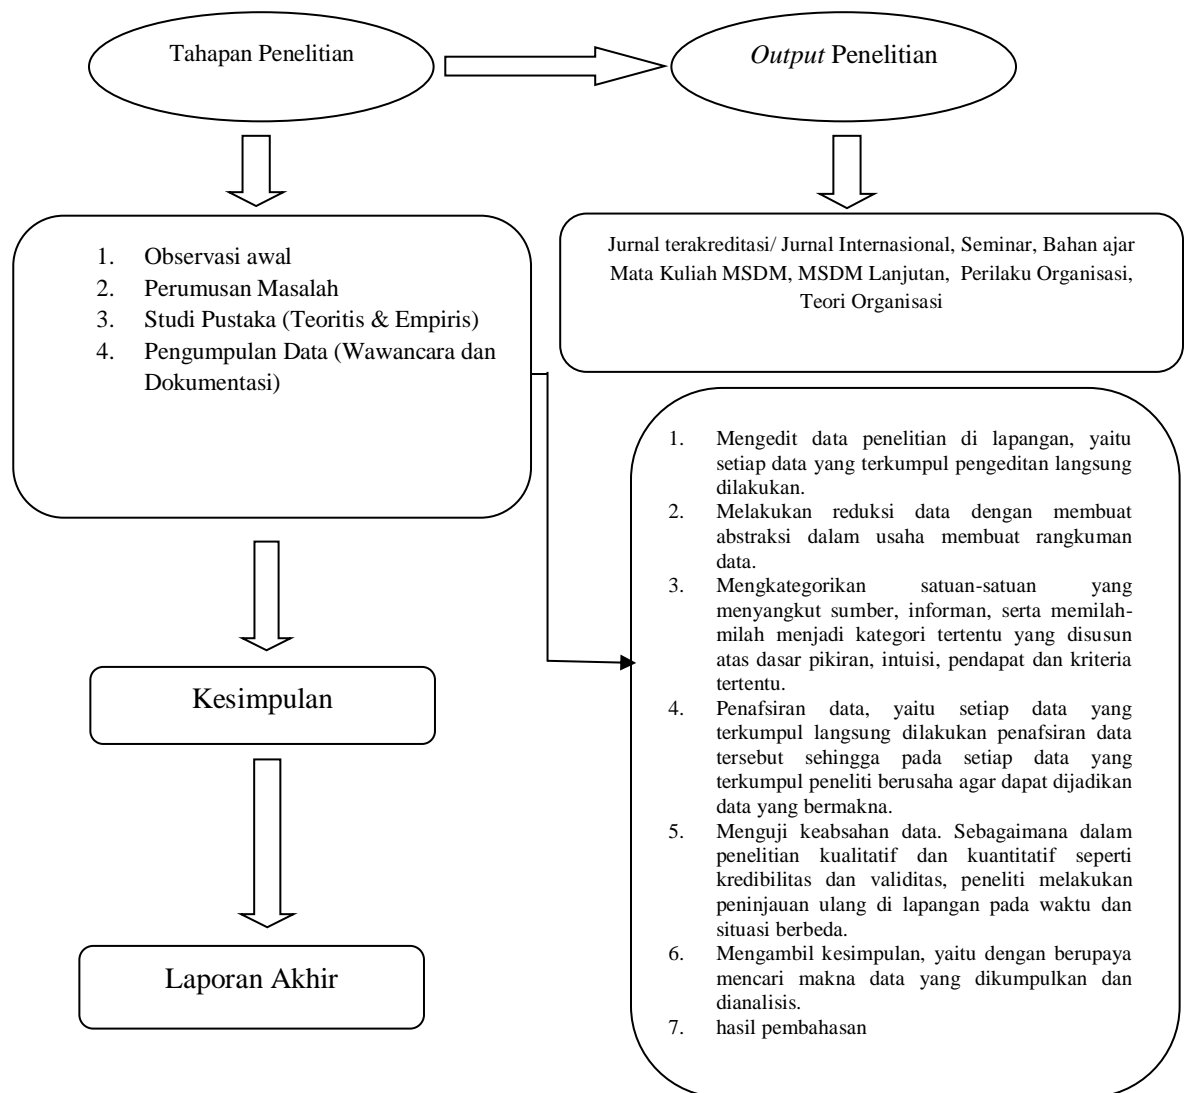 Tahapan Penelitian
Output Penelitian
1. Observasi awal
2. Perumusan Masalah
3. Studi Pustaka (Teoritis & Empiris)
4. Pengumpulan Data (Wawancara dan
Dokumentasi)
Jurnal terakreditasi/ Jurnal Internasional, Seminar, Bahan ajar
Mata Kuliah MSDM, MSDM Lanjutan, Perilaku Organisasi,
Teori Organisasi
1. Mengedit data penelitian di lapangan, yaitu
setiap data yang terkumpul pengeditan langsung
dilakukan.
2. Melakukan reduksi data dengan membuat
abstraksi dalam usaha membuat rangkuman
data.
3. Mengkategorikan satuan-satuan yang
menyangkut sumber, informan, serta memilah-
milah menjadi kategori tertentu yang disusun
atas dasar pikiran, intuisi, pendapat dan kriteria
tertentu.
4. Penafsiran data, yaitu setiap data yang
terkumpul langsung dilakukan penafsiran data
tersebut sehingga pada setiap data yang
terkumpul peneliti berusaha agar dapat dijadikan
data yang bermakna.
5. Menguji keabsahan data. Sebagaimana dalam
penelitian kualitatif dan kuantitatif seperti
kredibilitas dan validitas, peneliti melakukan
peninjauan ulang di lapangan pada waktu dan
situasi berbeda.
6. Mengambil kesimpulan, yaitu dengan berupaya
mencari makna data yang dikumpulkan dan
dianalisis.
7. hasil pembahasan
Kesimpulan
Laporan Akhir